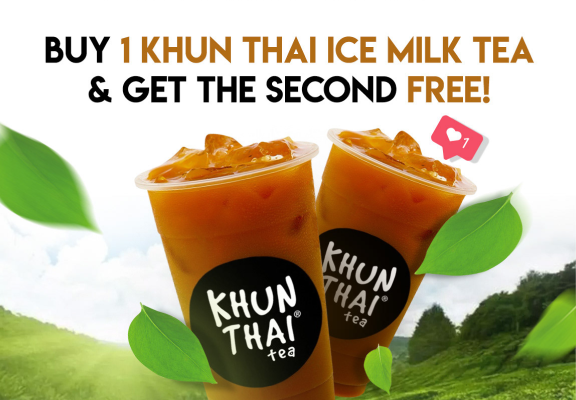 BUY 1 KHUN THAI ICE MILK TEA
& GET THE SECOND FREE!
1
KHUN
THAI®
tea
KHUN
THAI®
tea